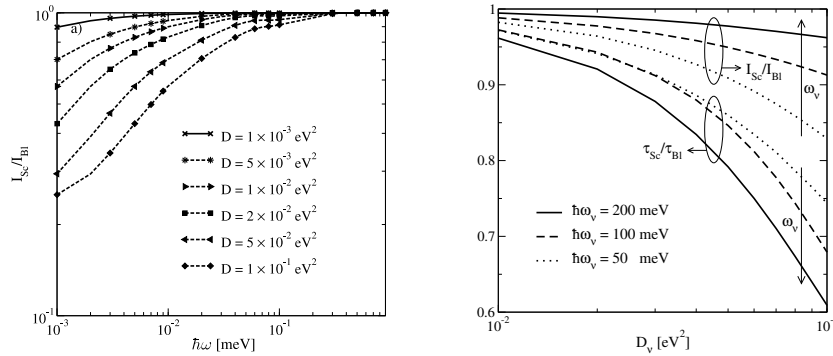 10^0
a)
I_Sc/I_Bl
D = 1 × 10^-3 eV^2
D = 5 × 10^-3 eV^2
D = 1 × 10^-2 eV^2
D = 2 × 10^-2 eV^2
D = 5 × 10^-2 eV^2
D = 1 × 10^-1 eV^2
10^-1
10^-3 10^-2 10^-1
ħω [meV]
1
0.9
0.8
0.7
0.6
I_Sc/I_Bl
ω_ν
τ_Sc/τ_Bl
ω_ν
ħω_ν = 200 meV
ħω_ν = 100 meV
ħω_ν = 50 meV
10^-2
D_ν [eV^2]